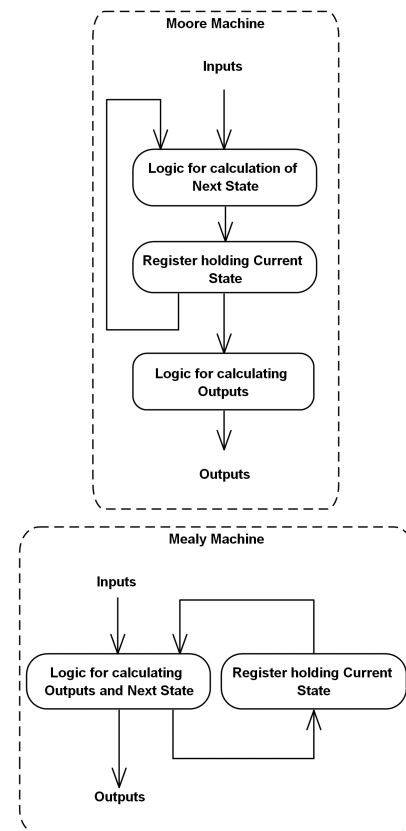 Moore Machine
Inputs
Logic for calculation of
Next State
Register holding Current
State
Logic for calculating
Outputs
Outputs
Mealy Machine
Inputs
Logic for calculating
Outputs and Next State
Register holding Current
State
Outputs